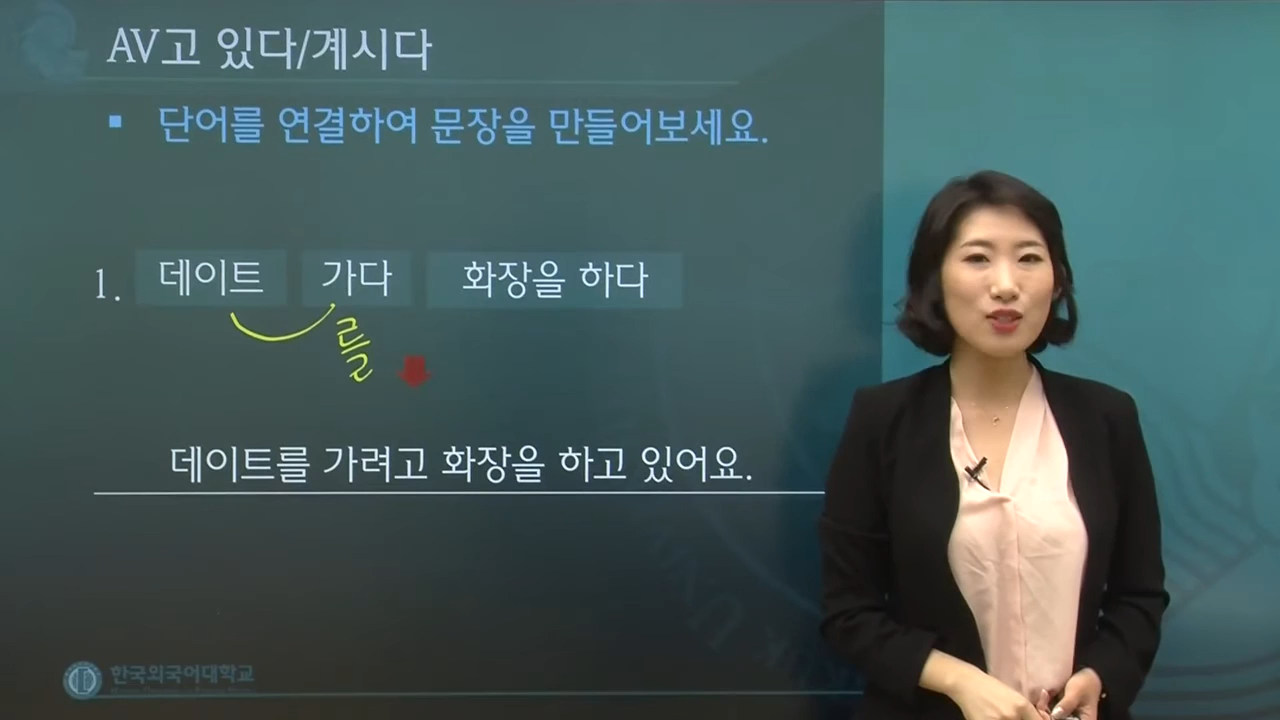 AV고 있다/계시다
▪ 단어를 연결하여 문장을 만들어보세요.
1. 데이트 가다 화장을 하다
를
데이트를 가려고 화장을 하고 있어요.
한국외국어대학교